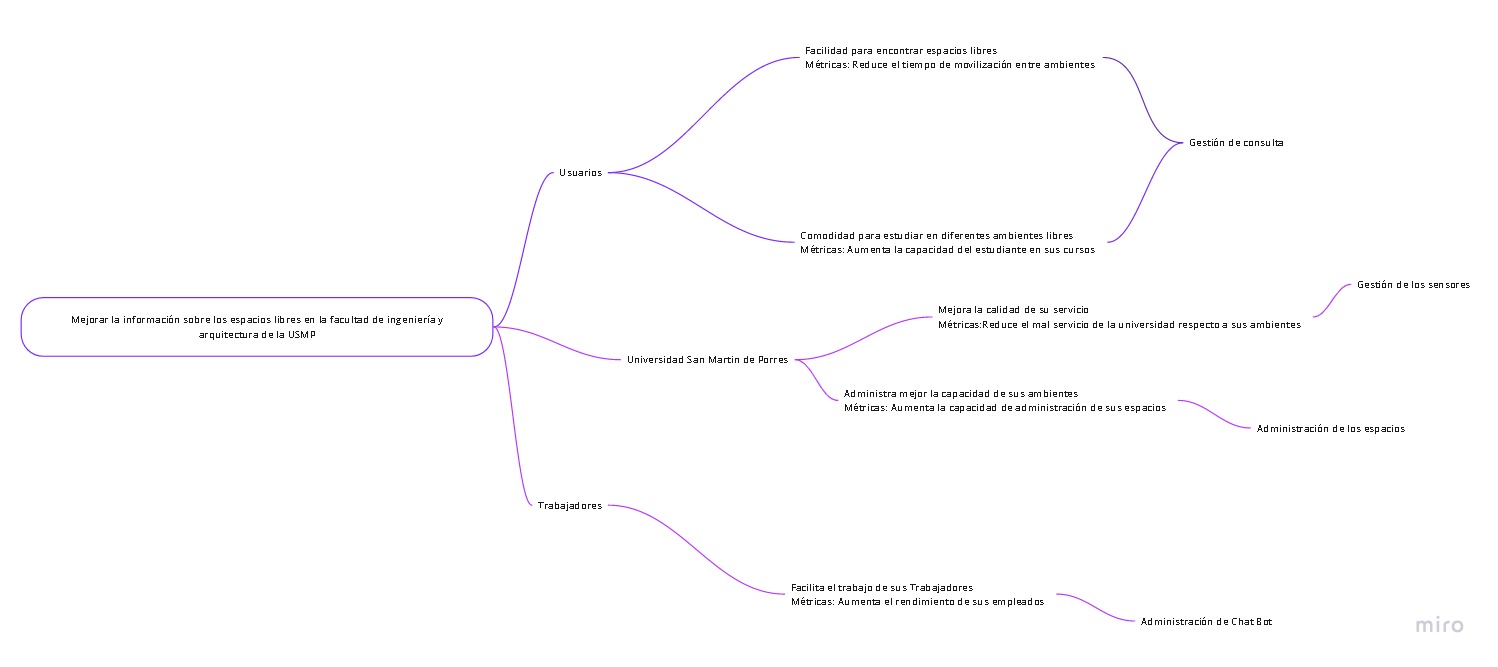 Mejorar la información sobre los espacios libres en la facultad de ingeniería y
arquitectura de la USMP
Usuarios
Facilidad para encontrar espacios libres
Métricas: Reduce el tiempo de movilización entre ambientes
Comodidad para estudiar en diferentes ambientes libres
Métricas: Aumenta la capacidad del estudiante en sus cursos
Gestión de consulta
Universidad San Martin de Porres
Mejora la calidad de su servicio
Métricas:Reduce el mal servicio de la universidad respecto a sus ambientes
Gestión de los sensores
Administra mejor la capacidad de sus ambientes
Métricas: Aumenta la capacidad de administración de sus espacios
Administración de los espacios
Trabajadores
Facilita el trabajo de sus Trabajadores
Métricas: Aumenta el rendimiento de sus empleados
Administración de Chat Bot
miro